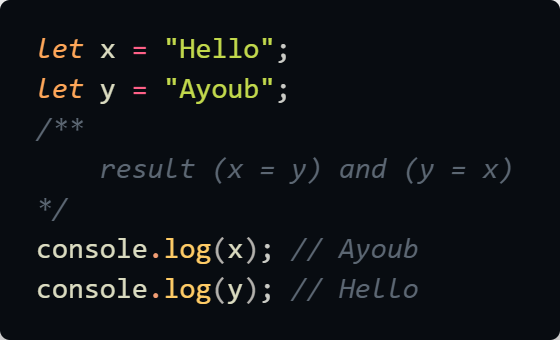 let x = "Hello";
let y = "Ayoub";
/**
    result (x = y) and (y = x)
*/
console.log(x); // Ayoub
console.log(y); // Hello